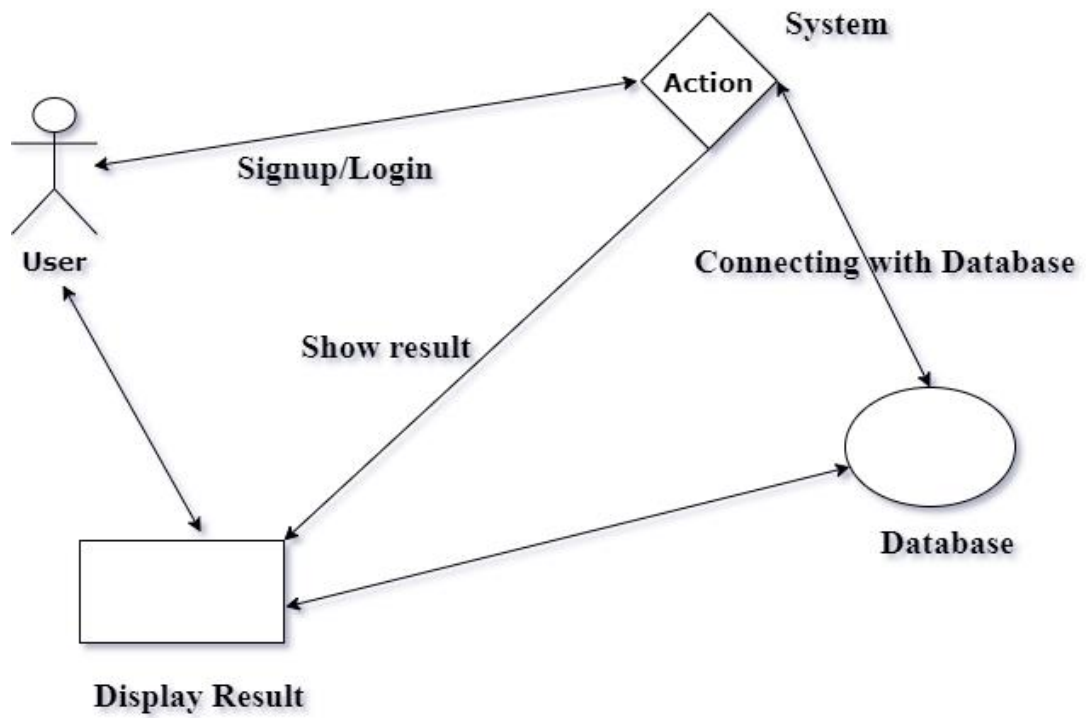 System
Action
Signup/Login
User
Connecting with Database
Show result
Database
Display Result